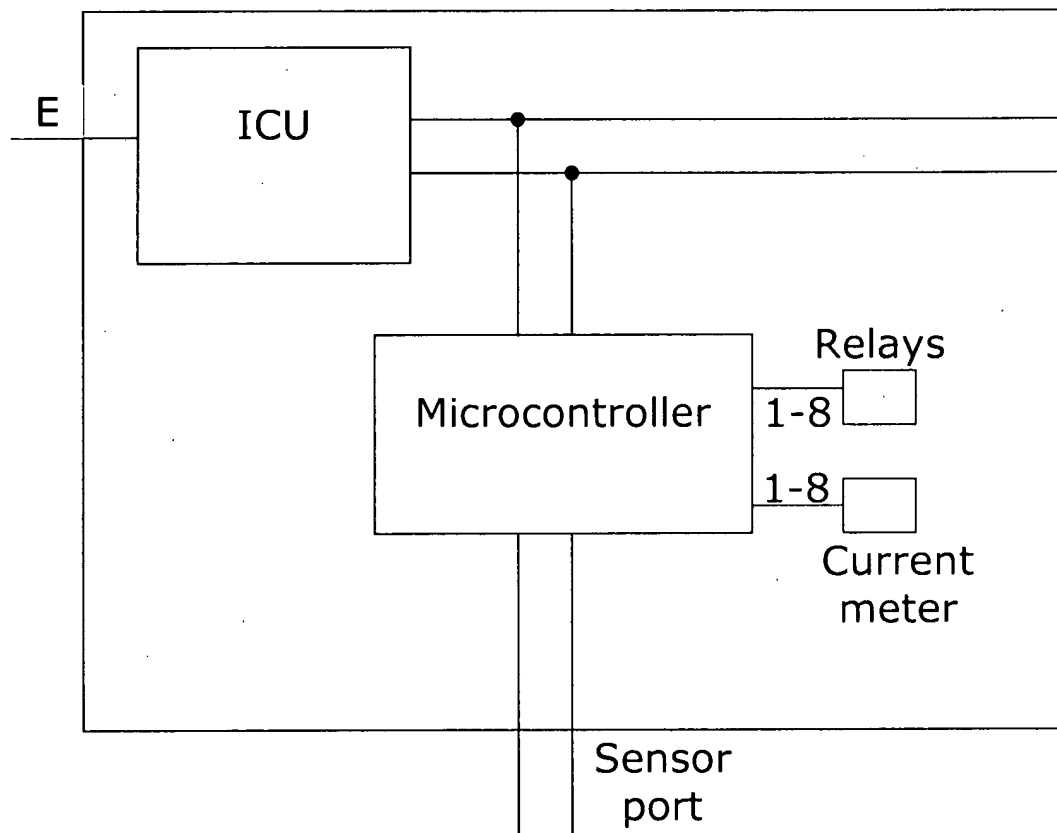 E
ICU
Relays
Microcontroller
1-8
1-8
Current
meter
Sensor
port